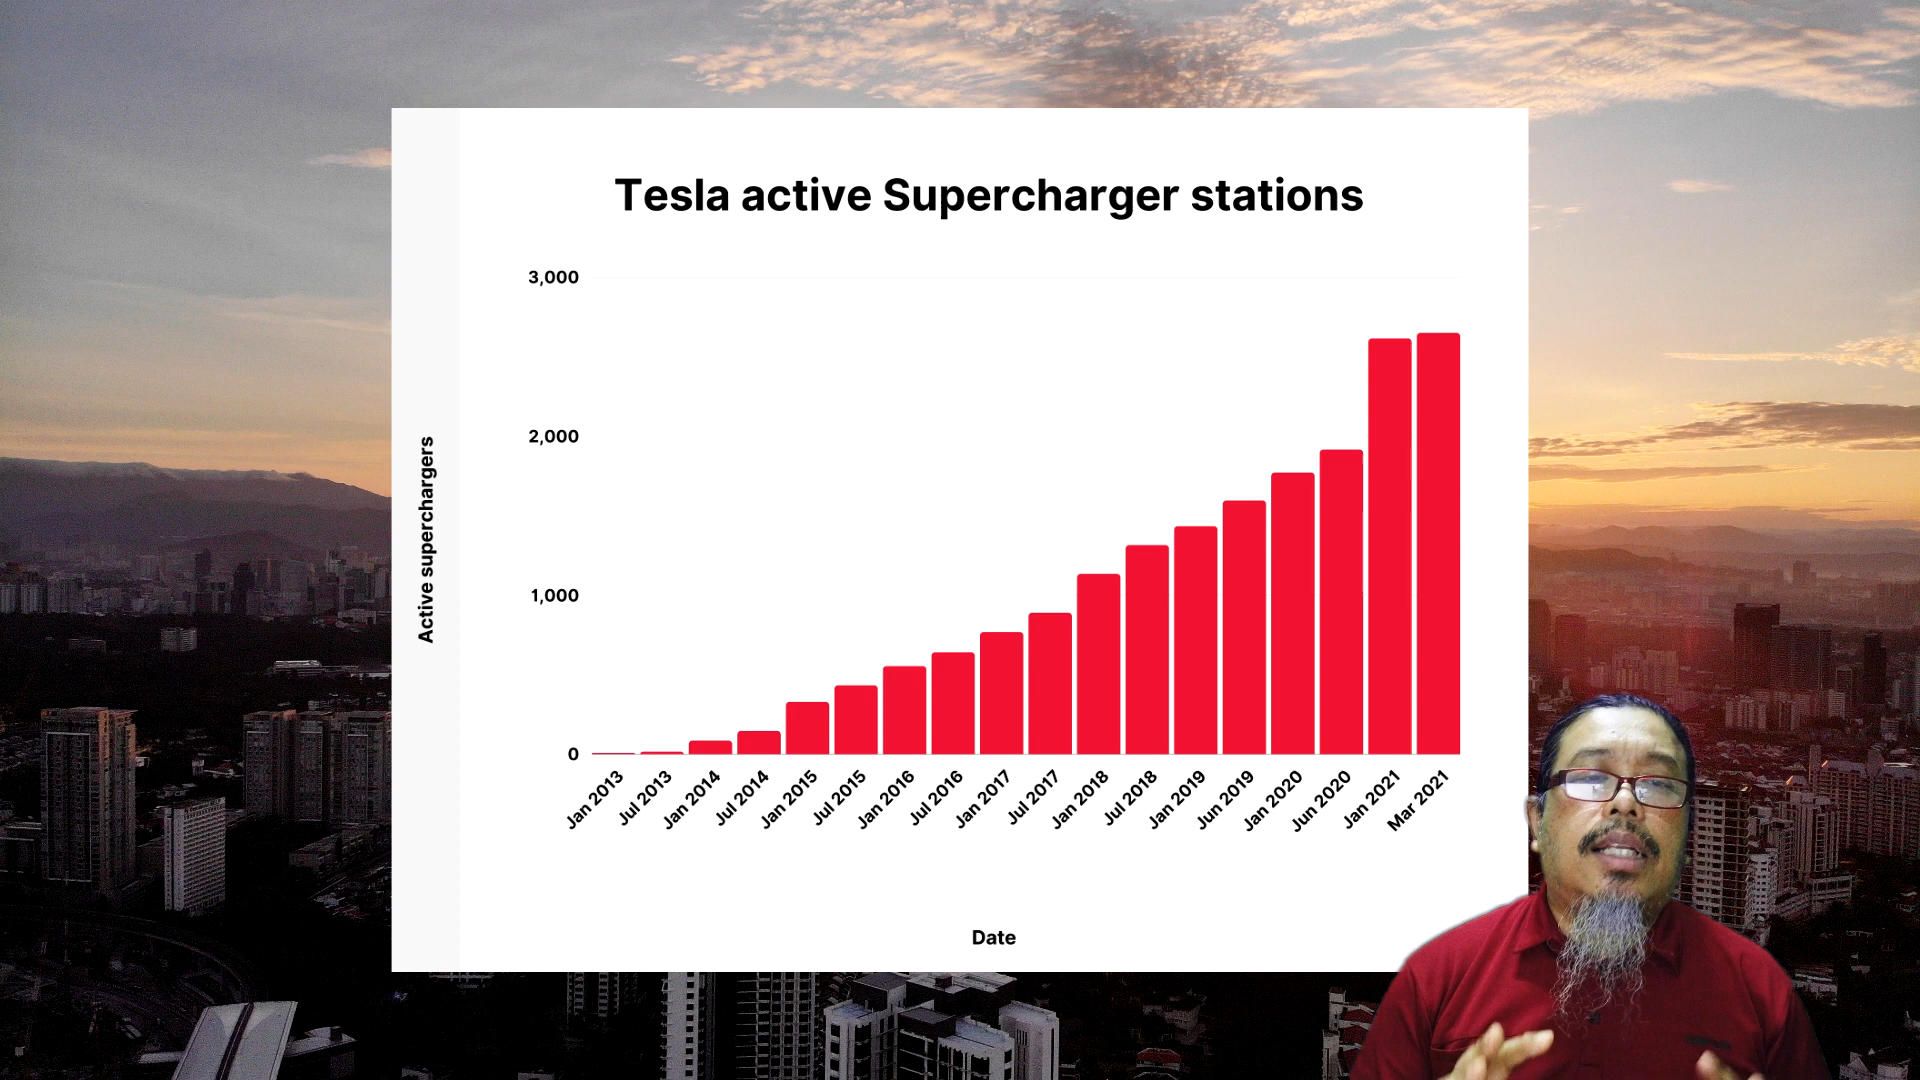 Tesla active Supercharger stations
3,000
2,000
1,000
0
Active superchargers
Jan 2013
Jul 2013
Jan 2014
Jul 2014
Jan 2015
Jul 2015
Jan 2016
Jul 2016
Jan 2017
Jul 2017
Jan 2018
Jul 2018
Jan 2019
Jun 2019
Jan 2020
Jun 2020
Jan 2021
Mar 2021
Date